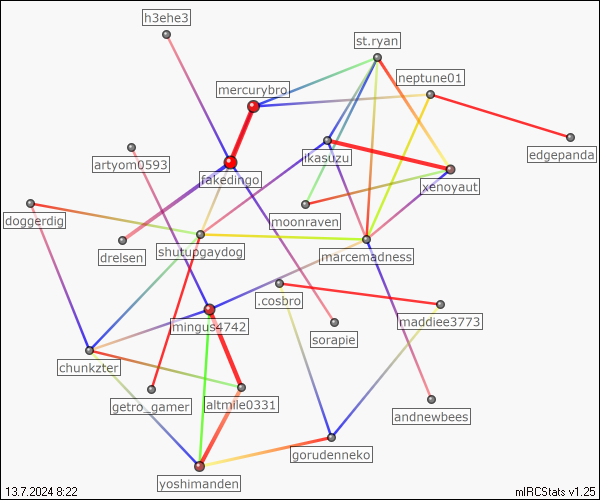 h3ehe3
st.ryan
neptune01
mercurybro
edgepanda
artyom0593
ikasuzu
fakedingo
xenoyaut
doggerdig
moonraven
drelsen
shutupgaydog
marcemadness
.cosbro
maddiee3773
mingus4742
sorapie
chunkzter
getro_gamer
altmile0331
andnewbees
gorudenneko
yoshimanden
13.7.2024 8:22
mIRCStats v1.25